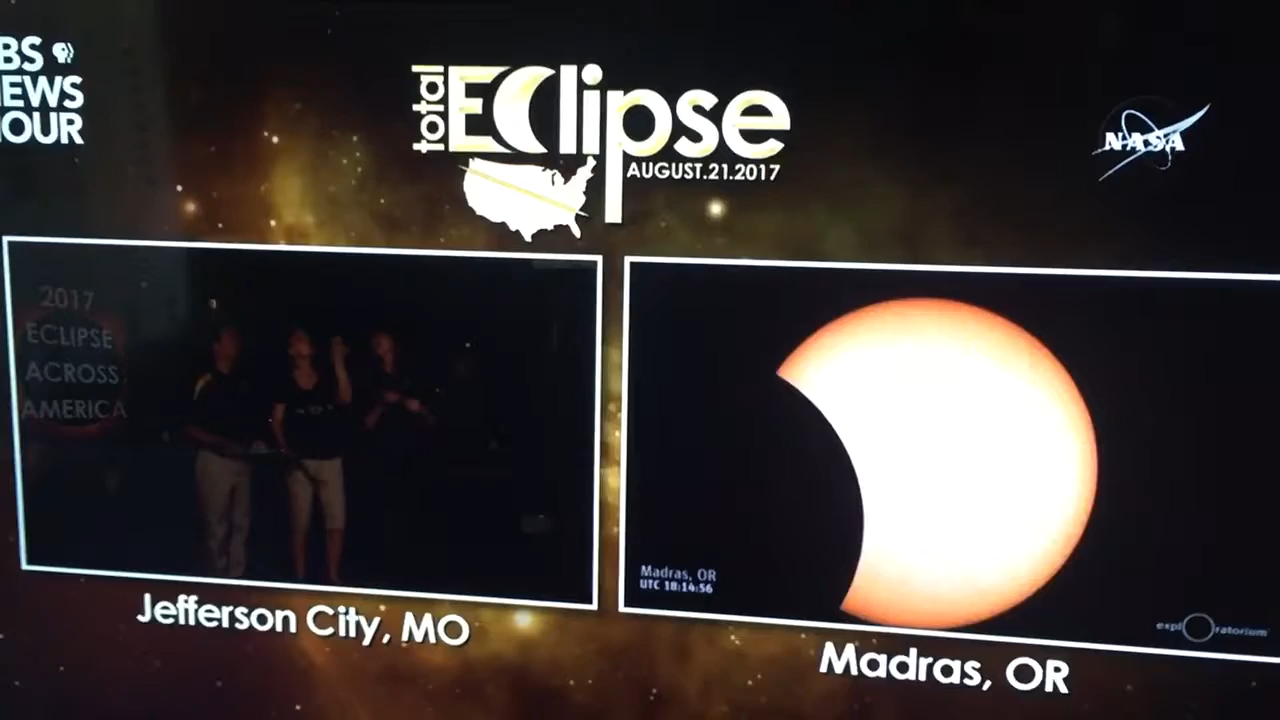 BS
EWS
OUR
total
EClipse
AUGUST.21.2017
NASA
2017
ECLIPSE
ACROSS
AMERICA
Madras, OR
UTC 18:14:56
expl ratorium
Jefferson City, MO
Madras, OR